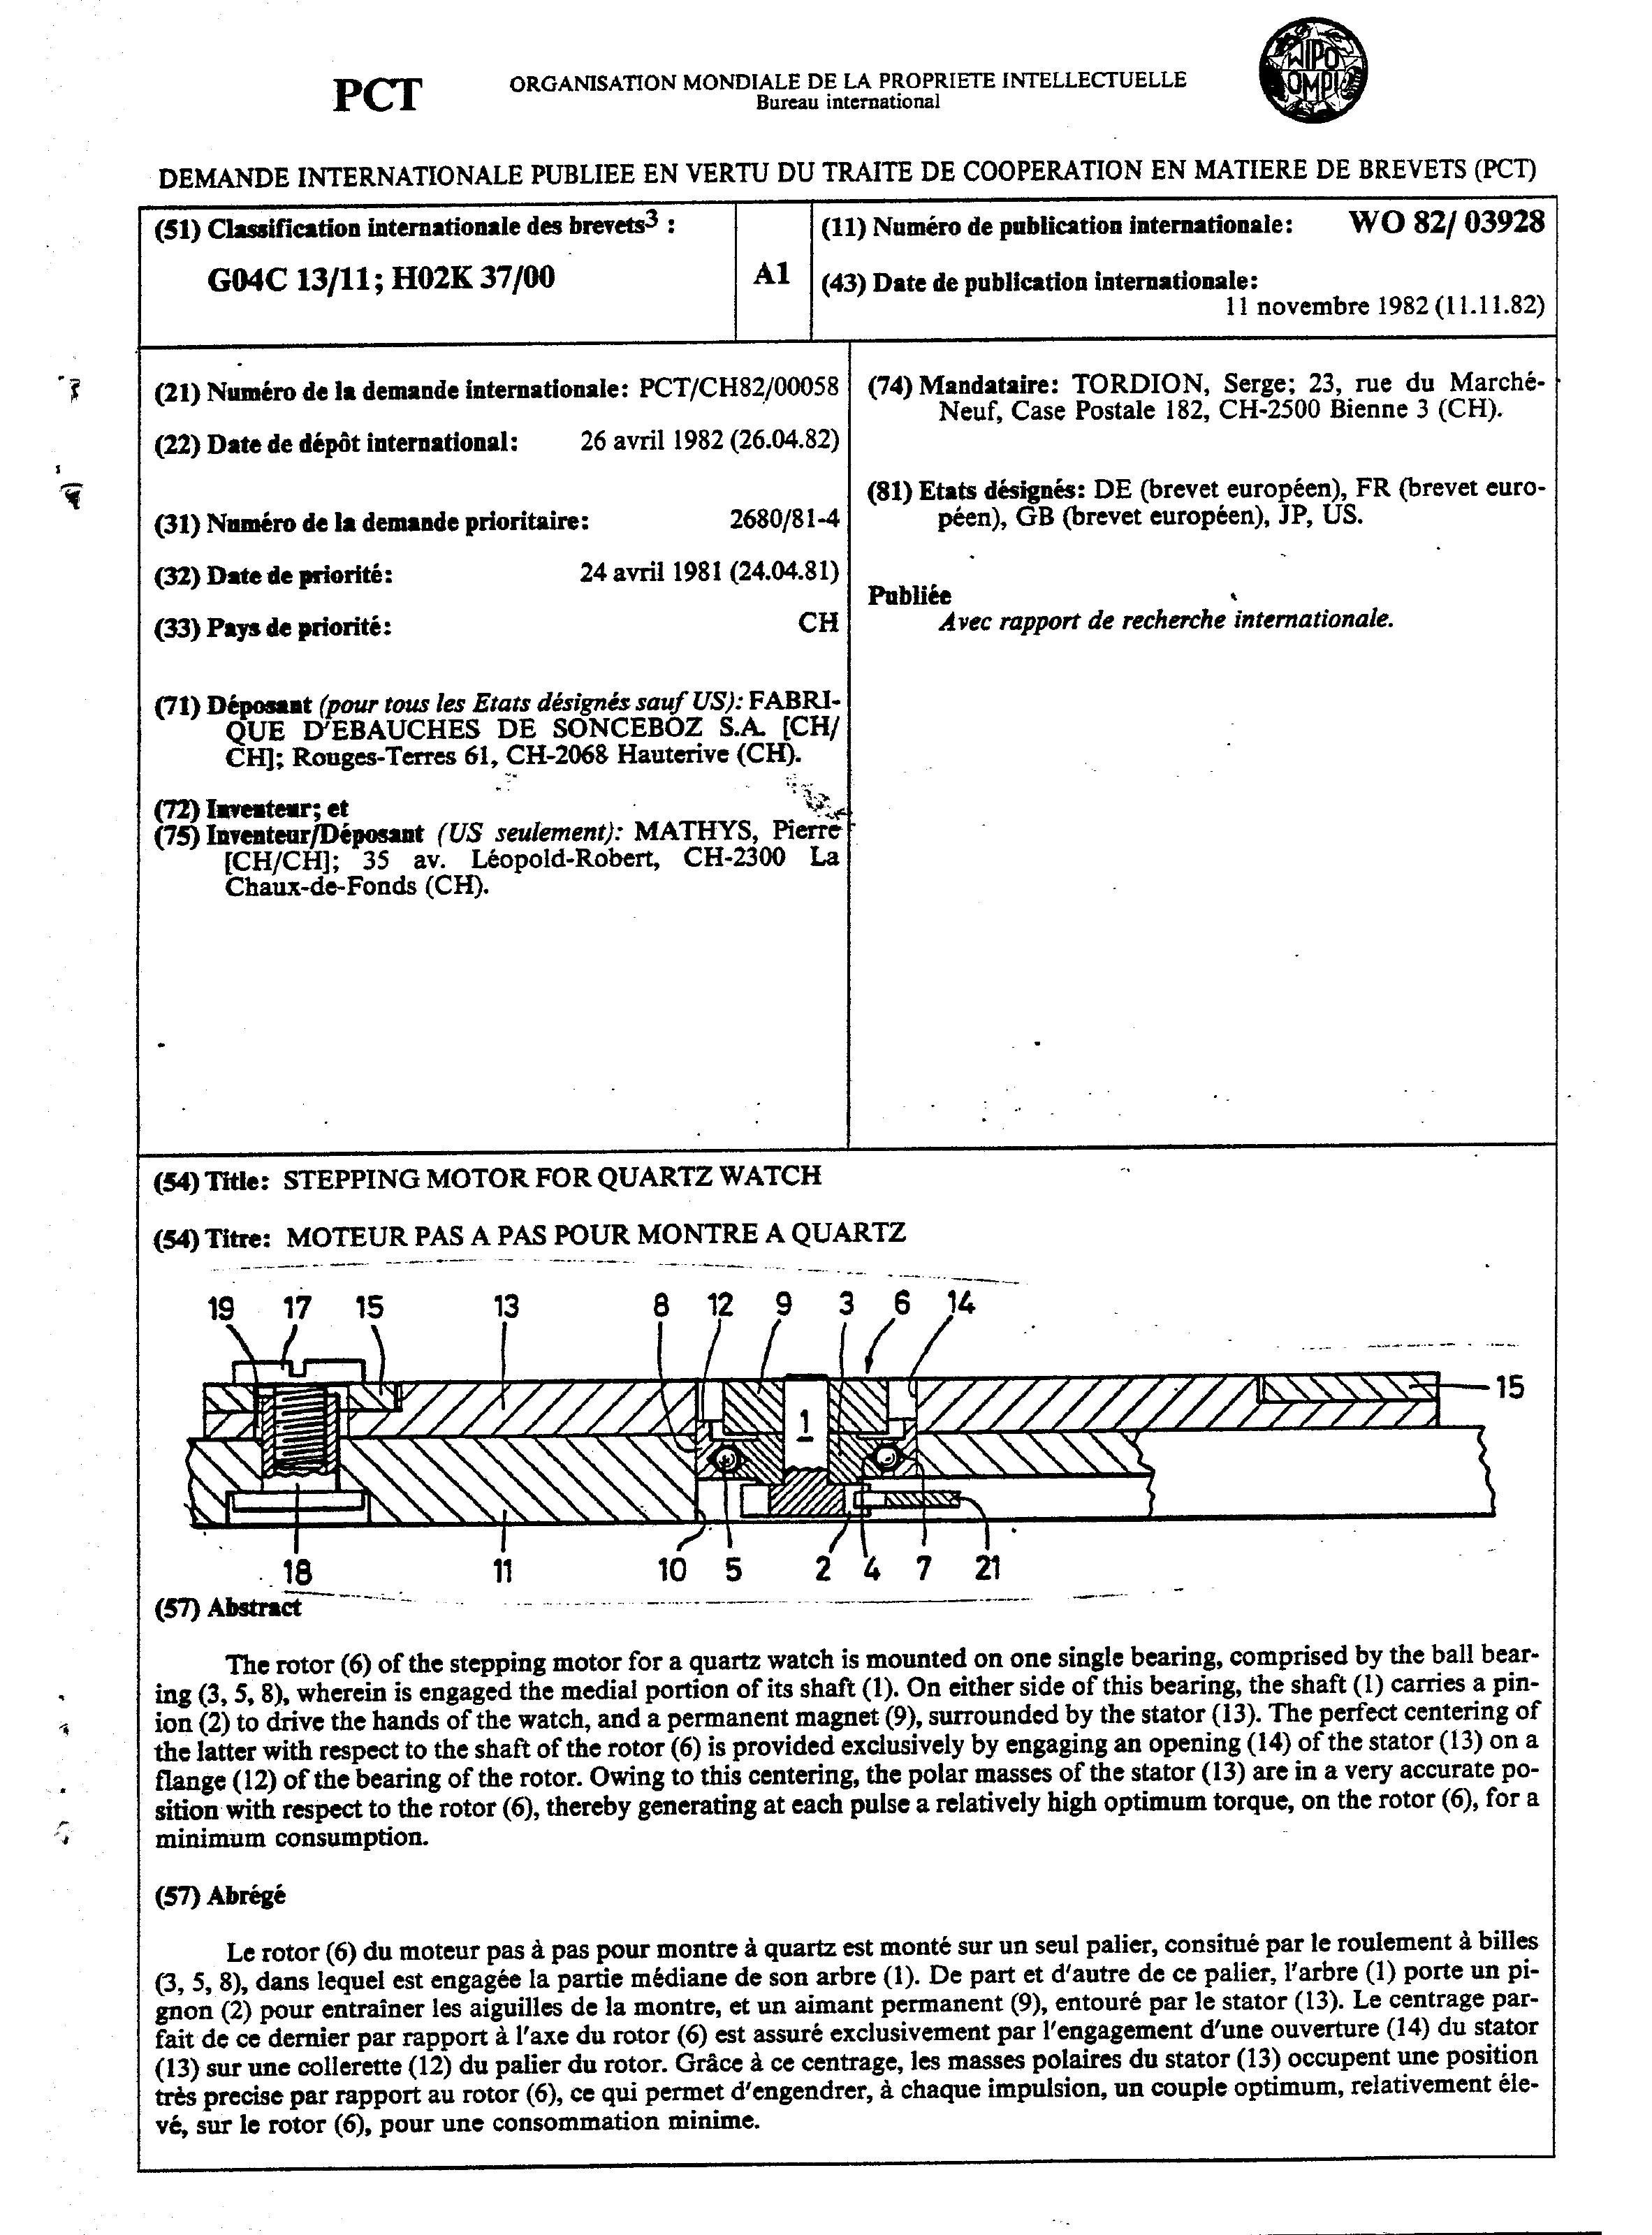 PCT
ORGANISATION MONDIALE DE LA PROPRIETE INTELLECTUELLE
Bureau international
WIPO
OMPI
DEMANDE INTERNATIONALE PUBLIEE EN VERTU DU TRAITE DE COOPERATION EN MATIERE DE BREVETS (PCT)
(51) Classification internationale des brevets3 :
G04C 13/11; H02K 37/00
A1
(11) Numéro de publication internationale: WO 82/ 03928
(43) Date de publication internationale:
11 novembre 1982 (11.11.82)
(21) Numéro de la demande internationale: PCT/CH82/00058
(22) Date de dépôt international: 26 avril 1982 (26.04.82)
(31) Numéro de la demande prioritaire: 2680/81-4
(32) Date de priorité: 24 avril 1981 (24.04.81)
(33) Pays de priorité: CH
(71) Déposant (pour tous les Etats désignés sauf US): FABRI-
QUE D'EBAUCHES DE SONCEBOZ S.A. [CH/
CH]; Rouges-Terres 61, CH-2068 Hauterive (CH).
(72) Inventeur; et
(75) Inventeur/Déposant (US seulement): MATHYS, Pierre
[CH/CH]; 35 av. Léopold-Robert, CH-2300 La
Chaux-de-Fonds (CH).
(74) Mandataire: TORDION, Serge; 23, rue du Marché-
Neuf, Case Postale 182, CH-2500 Bienne 3 (CH).
(81) Etats désignés: DE (brevet européen), FR (brevet euro-
péen), GB (brevet européen), JP, US.
Publiée
Avec rapport de recherche internationale.
(54) Title: STEPPING MOTOR FOR QUARTZ WATCH
(54) Titre: MOTEUR PAS A PAS POUR MONTRE A QUARTZ
19 17 15 13 8 12 9 3 6 14
15
1
18 11 10 5 2 4 7 21
(57) Abstract
The rotor (6) of the stepping motor for a quartz watch is mounted on one single bearing, comprised by the ball bear-
ing (3, 5, 8), wherein is engaged the medial portion of its shaft (1). On either side of this bearing, the shaft (1) carries a pin-
ion (2) to drive the hands of the watch, and a permanent magnet (9), surrounded by the stator (13). The perfect centering of
the latter with respect to the shaft of the rotor (6) is provided exclusively by engaging an opening (14) of the stator (13) on a
flange (12) of the bearing of the rotor. Owing to this centering, the polar masses of the stator (13) are in a very accurate po-
sition with respect to the rotor (6), thereby generating at each pulse a relatively high optimum torque, on the rotor (6), for a
minimum consumption.
(57) Abrégé
Le rotor (6) du moteur pas à pas pour montre à quartz est monté sur un seul palier, consitué par le roulement à billes
(3, 5, 8), dans lequel est engagée la partie médiane de son arbre (1). De part et d'autre de ce palier, l'arbre (1) porte un pi-
gnon (2) pour entraîner les aiguilles de la montre, et un aimant permanent (9), entouré par le stator (13). Le centrage par-
fait de ce dernier par rapport à l'axe du rotor (6) est assuré exclusivement par l'engagement d'une ouverture (14) du stator
(13) sur une collerette (12) du palier du rotor. Grâce à ce centrage, les masses polaires du stator (13) occupent une position
très precise par rapport au rotor (6), ce qui permet d'engendrer, à chaque impulsion, un couple optimum, relativement éle-
vé, sur le rotor (6), pour une consommation minime.